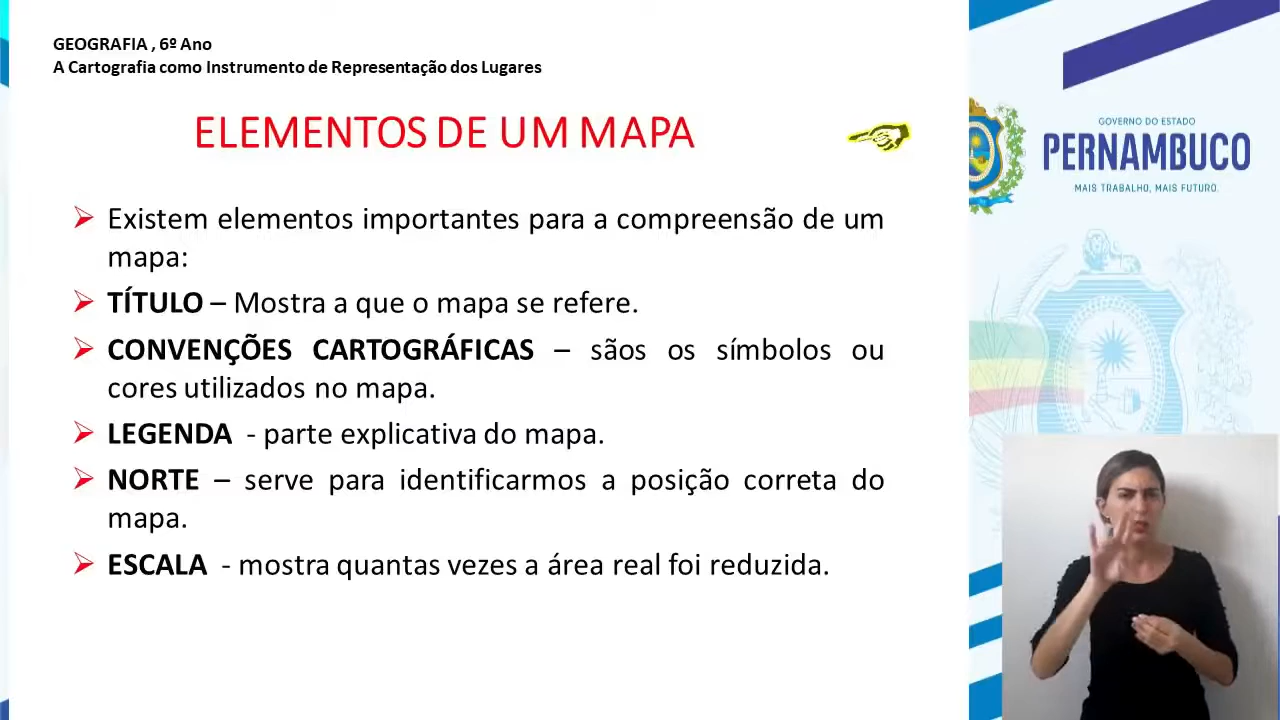 GEOGRAFIA , 6º Ano
A Cartografia como Instrumento de Representação dos Lugares
ELEMENTOS DE UM MAPA
GOVERNO DO ESTADO
PERNAMBUCO
MAIS TRABALHO, MAIS FUTURO.
Existem elementos importantes para a compreensão de um
mapa:
TÍTULO – Mostra a que o mapa se refere.
CONVENÇÕES CARTOGRÁFICAS – sãos os símbolos ou
cores utilizados no mapa.
LEGENDA - parte explicativa do mapa.
NORTE – serve para identificarmos a posição correta do
mapa.
ESCALA - mostra quantas vezes a área real foi reduzida.